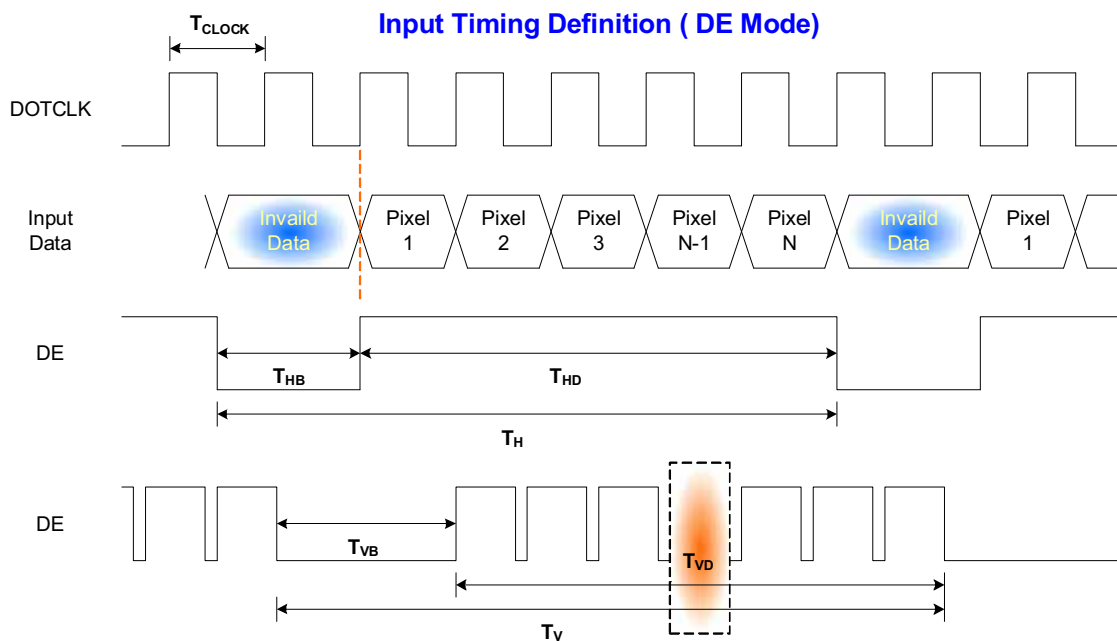 Input Timing Definition ( DE Mode)
TCLOCK
DOTCLK
Input
Data
Invaild
Data
Pixel
1
Pixel
2
Pixel
3
Pixel
N-1
Pixel
N
Invaild
Data
Pixel
1
DE
THB
THD
TH
DE
TVB
TVD
TV